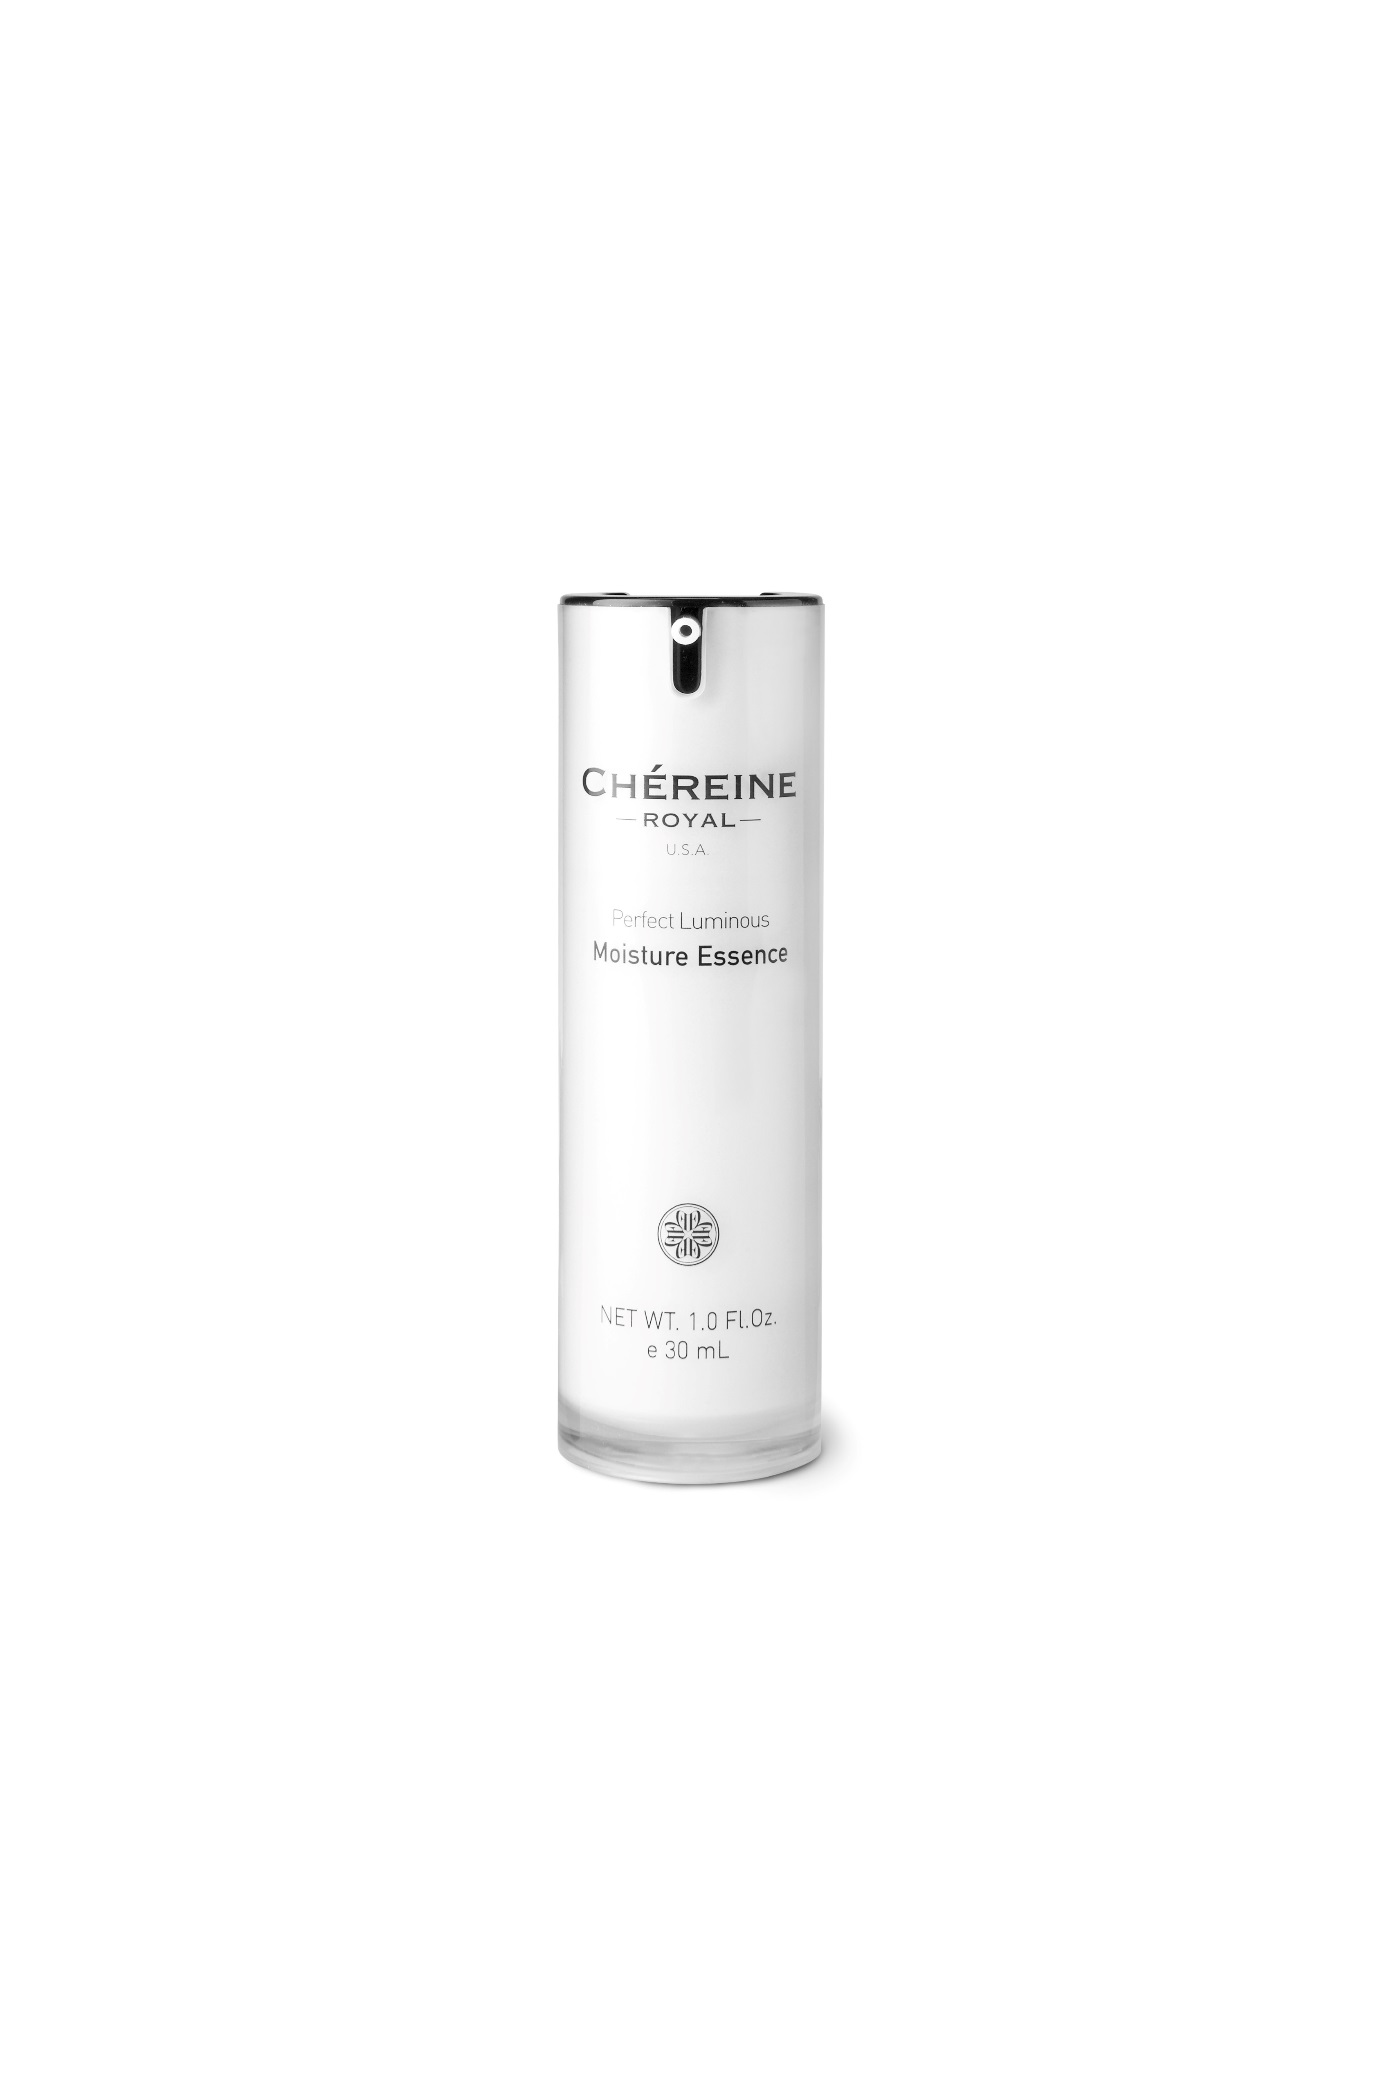 CHÉREINE
ROYAL
U.S.A.
Perfect Luminous
Moisture Essence
NET WT. 1.0 Fl.Oz.
e 30 mL